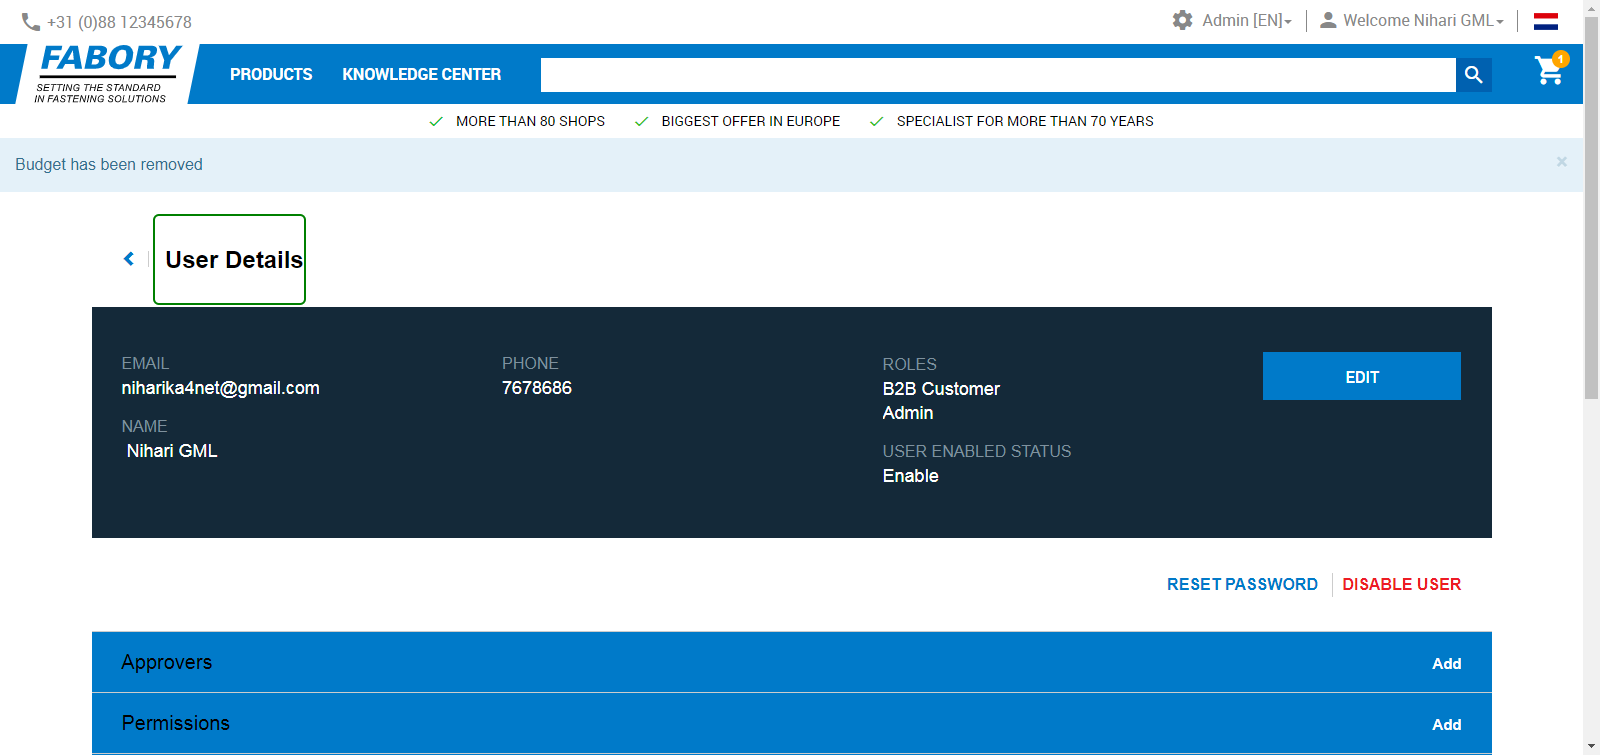 +31 (0)88 12345678
Admin [EN]
Welcome Nihari GML
FABORY
SETTING THE STANDARD
IN FASTENING SOLUTIONS
PRODUCTS
KNOWLEDGE CENTER
1
MORE THAN 80 SHOPS
BIGGEST OFFER IN EUROPE
SPECIALIST FOR MORE THAN 70 YEARS
Budget has been removed
×
User Details
EMAIL
niharika4net@gmail.com
NAME
Nihari GML
PHONE
7678686
ROLES
B2B Customer
Admin
USER ENABLED STATUS
Enable
EDIT
RESET PASSWORD
DISABLE USER
Approvers
Add
Permissions
Add